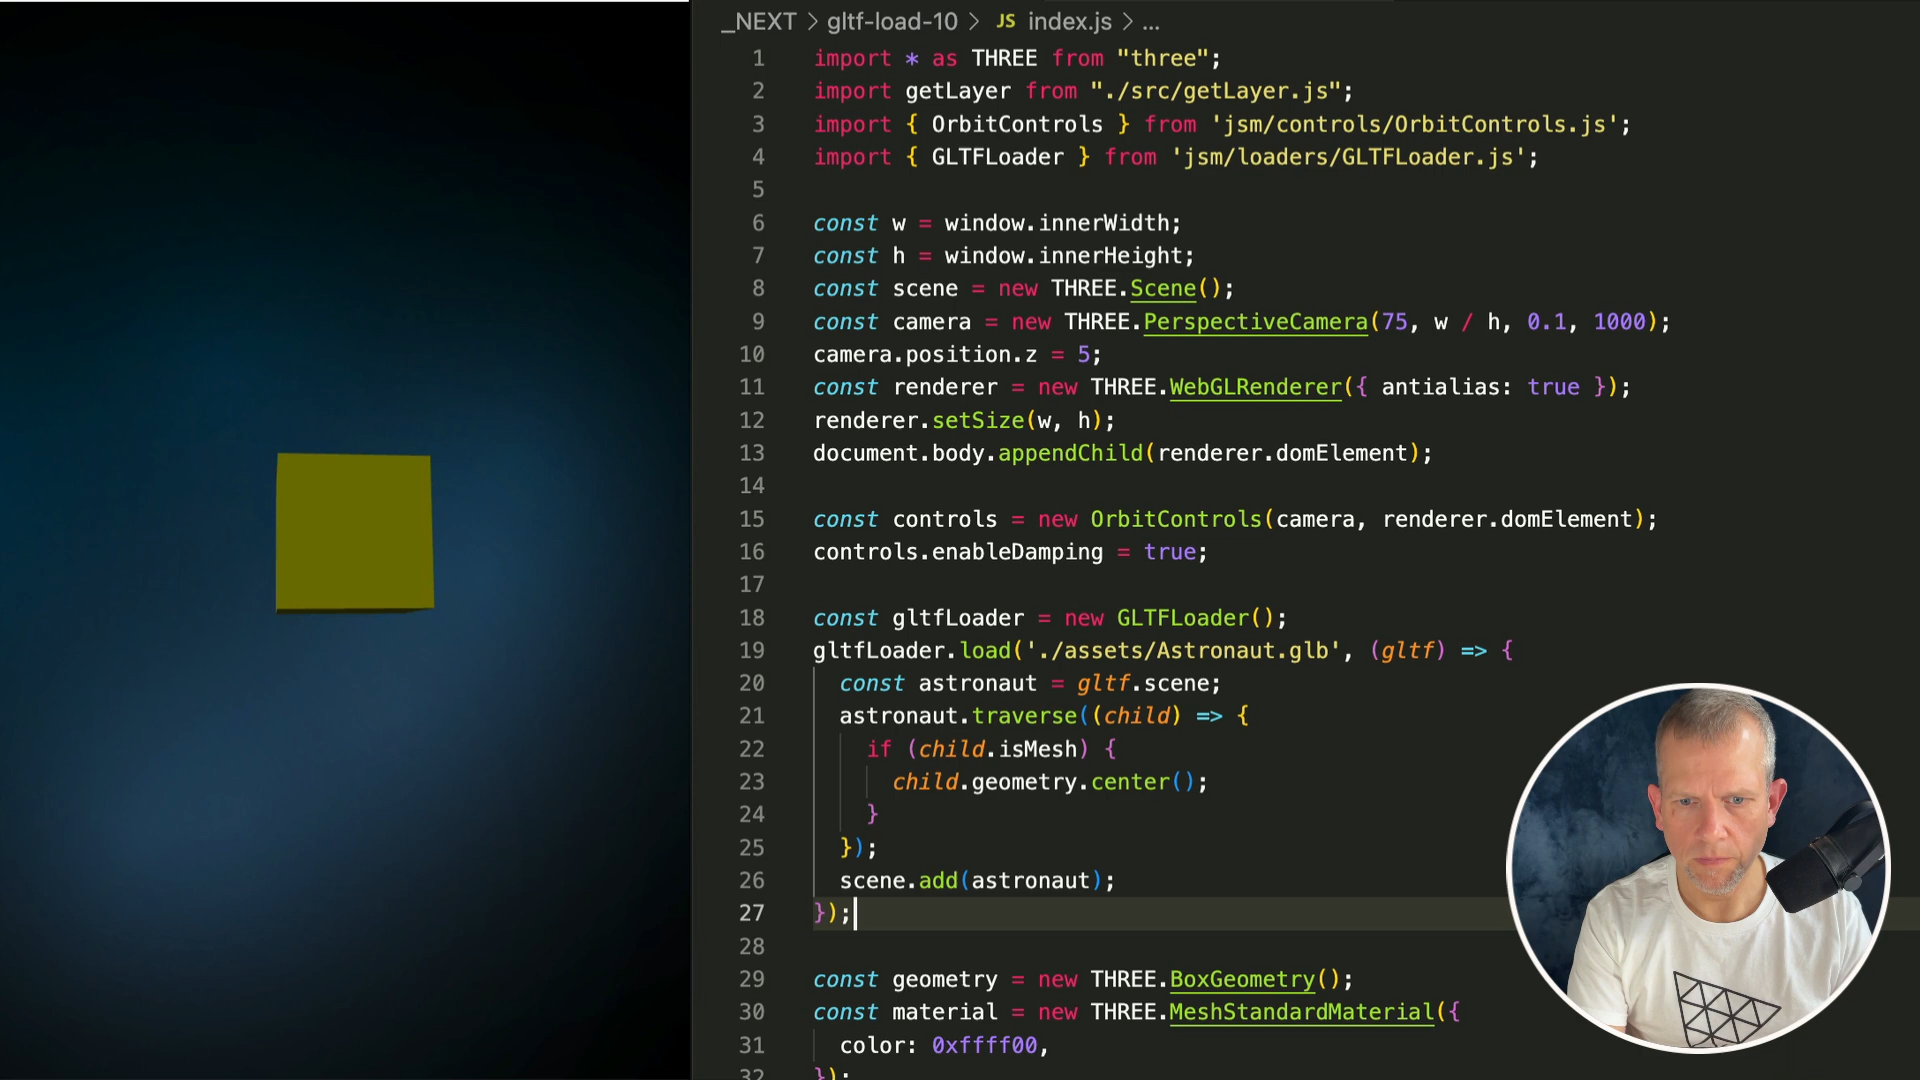 _NEXT > gltf-load-10 > JS index.js > ...
1 import * as THREE from "three";
2 import getLayer from "./src/getLayer.js";
3 import { OrbitControls } from 'jsm/controls/OrbitControls.js';
4 import { GLTFLoader } from 'jsm/loaders/GLTFLoader.js';
5
6 const w = window.innerWidth;
7 const h = window.innerHeight;
8 const scene = new THREE.Scene();
9 const camera = new THREE.PerspectiveCamera(75, w / h, 0.1, 1000);
10 camera.position.z = 5;
11 const renderer = new THREE.WebGLRenderer({ antialias: true });
12 renderer.setSize(w, h);
13 document.body.appendChild(renderer.domElement);
14
15 const controls = new OrbitControls(camera, renderer.domElement);
16 controls.enableDamping = true;
17
18 const gltfLoader = new GLTFLoader();
19 gltfLoader.load('./assets/Astronaut.glb', (gltf) => {
20 const astronaut = gltf.scene;
21 astronaut.traverse((child) => {
22 if (child.isMesh) {
23 child.geometry.center();
24 }
25 });
26 scene.add(astronaut);
27 });
28
29 const geometry = new THREE.BoxGeometry();
30 const material = new THREE.MeshStandardMaterial({
31 color: 0xffff00,
32 });